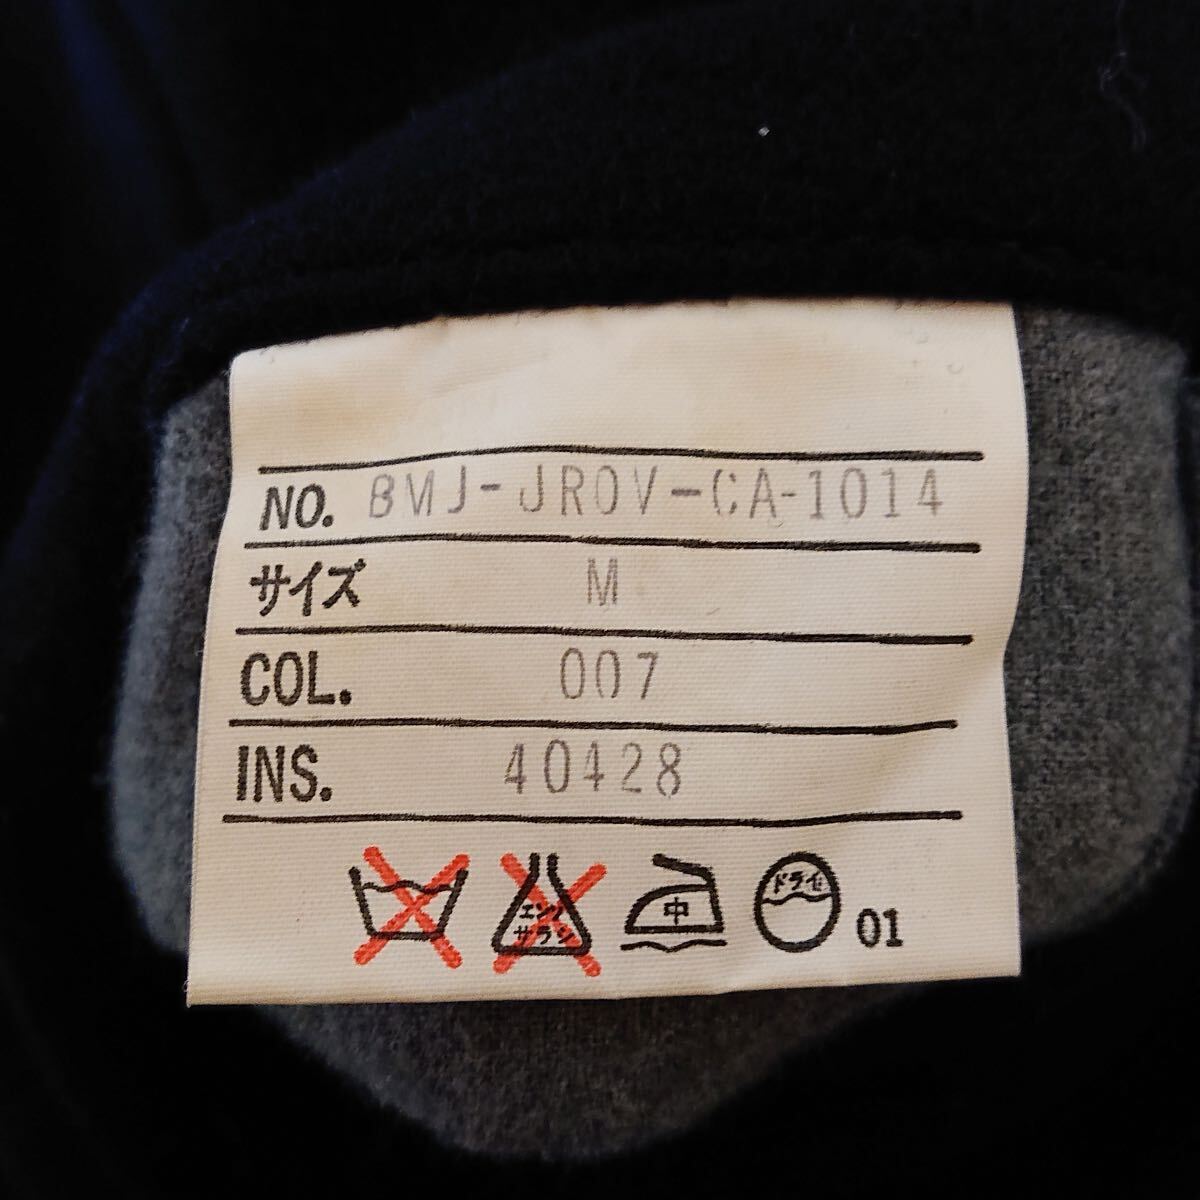 NO. BMJ-JROV-CA-1014
サイズ M
COL. 007
INS. 40428
エンソ サラシ 中 ドライ 01